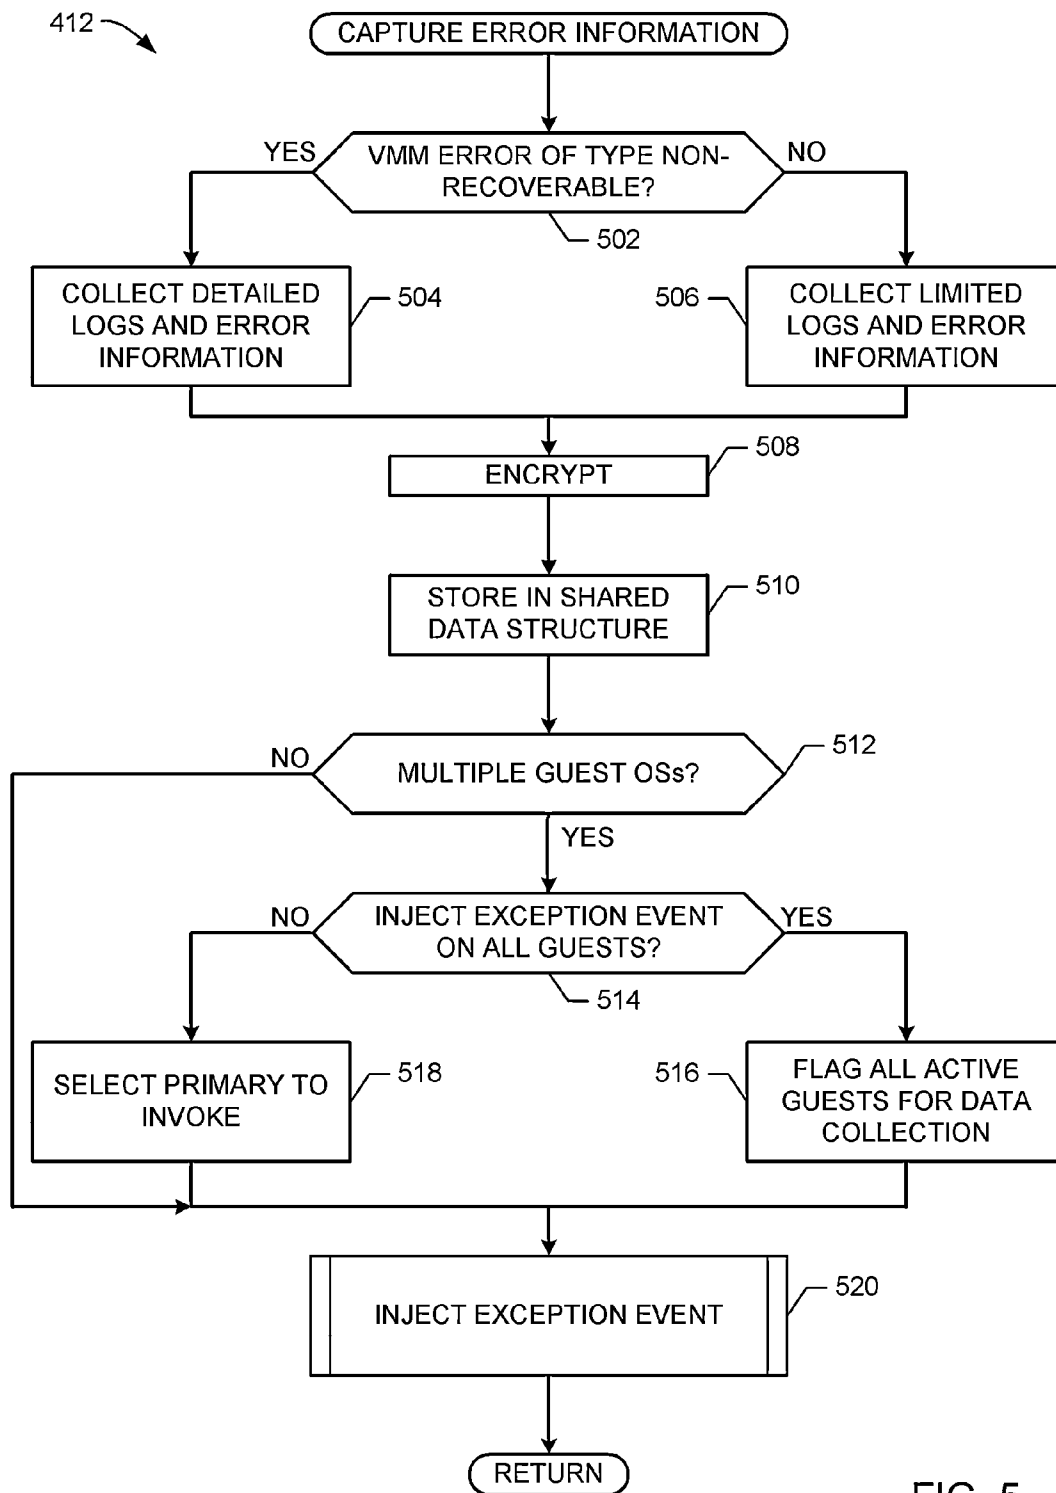 412
CAPTURE ERROR INFORMATION
YES
VMM ERROR OF TYPE NON-
RECOVERABLE?
NO
502
COLLECT DETAILED
LOGS AND ERROR
INFORMATION
504
506
COLLECT LIMITED
LOGS AND ERROR
INFORMATION
508
ENCRYPT
510
STORE IN SHARED
DATA STRUCTURE
512
NO
MULTIPLE GUEST OSs?
YES
NO
INJECT EXCEPTION EVENT
ON ALL GUESTS?
YES
514
SELECT PRIMARY TO
INVOKE
518
516
FLAG ALL ACTIVE
GUESTS FOR DATA
COLLECTION
INJECT EXCEPTION EVENT
520
RETURN
FIG. 5